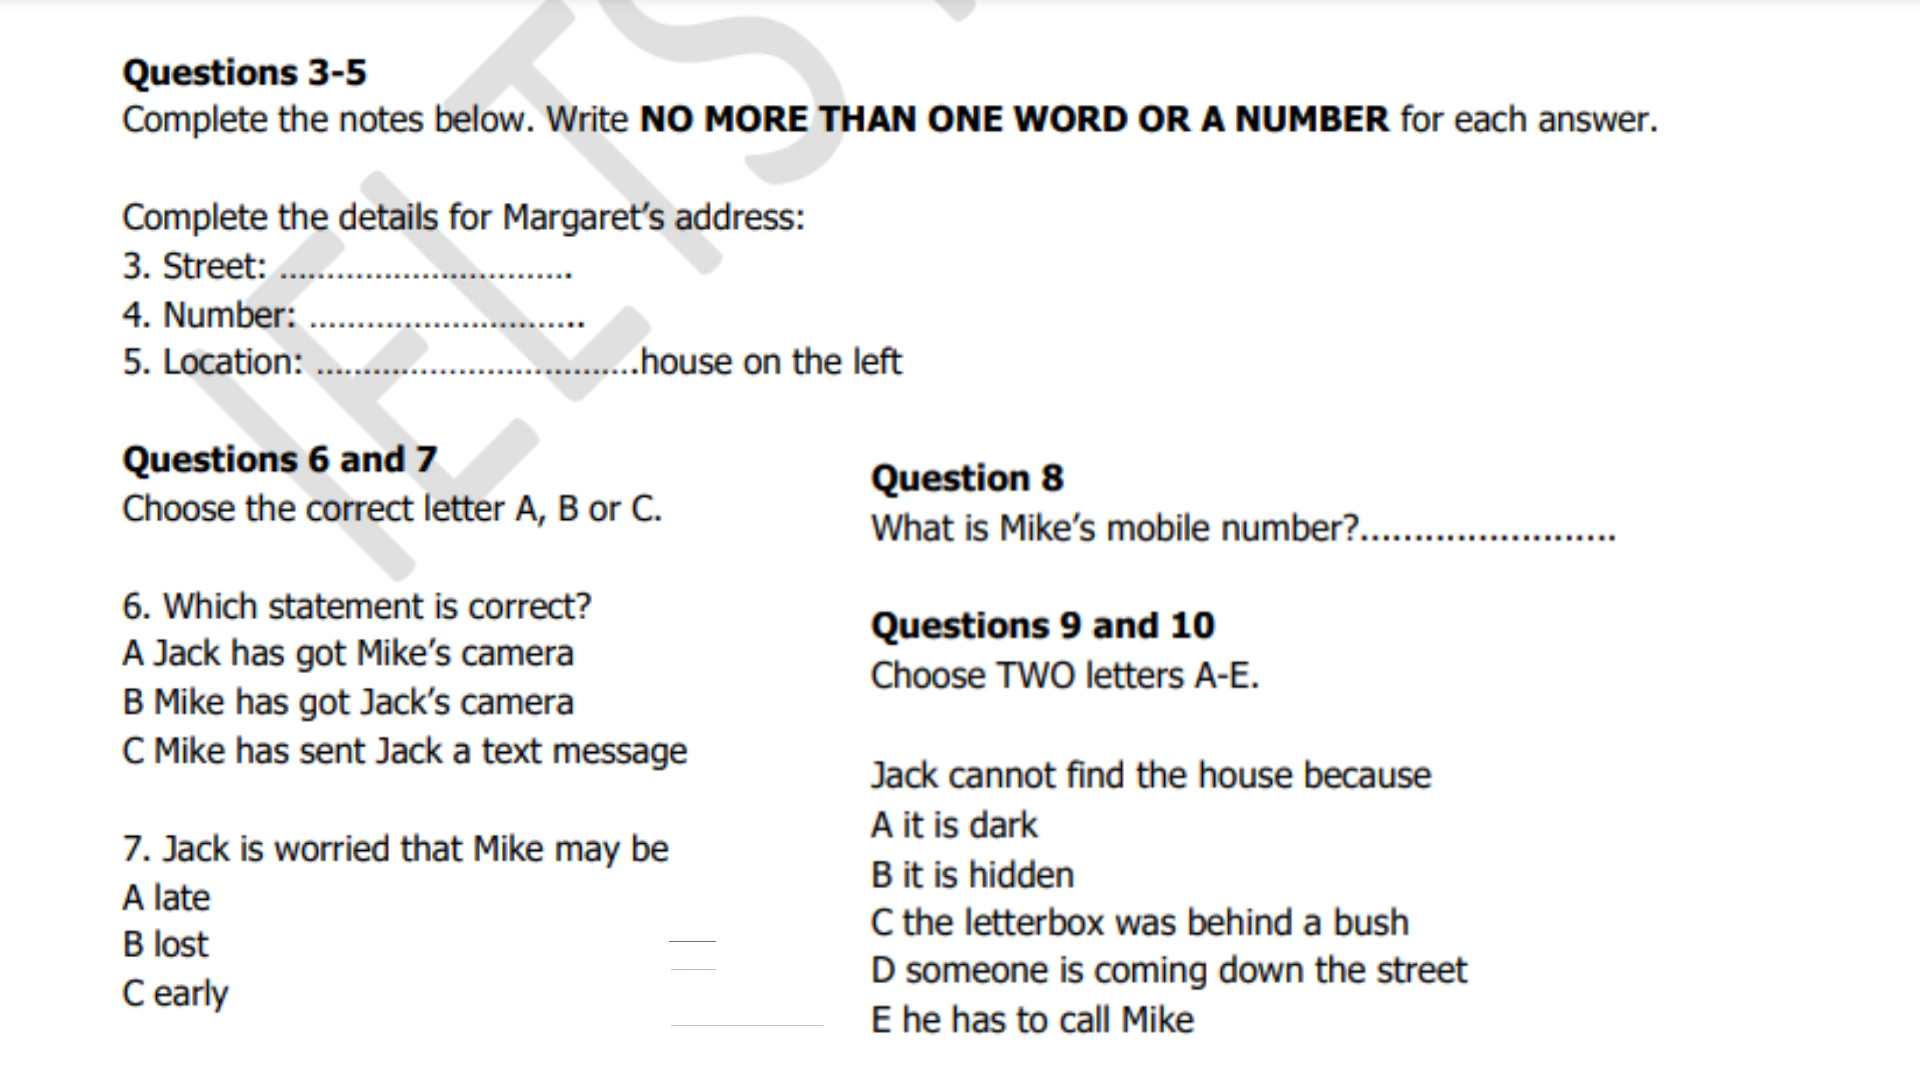 Questions 3-5
Complete the notes below. Write NO MORE THAN ONE WORD OR A NUMBER for each answer.
Complete the details for Margaret's address:
3. Street: ...............................
4. Number: .............................
5. Location: ..................................house on the left
Questions 6 and 7
Choose the correct letter A, B or C.
6. Which statement is correct?
A Jack has got Mike's camera
B Mike has got Jack's camera
C Mike has sent Jack a text message
7. Jack is worried that Mike may be
A late
B lost
C early
Question 8
What is Mike's mobile number?........................
Questions 9 and 10
Choose TWO letters A-E.
Jack cannot find the house because
A it is dark
B it is hidden
C the letterbox was behind a bush
D someone is coming down the street
E he has to call Mike
IELTS